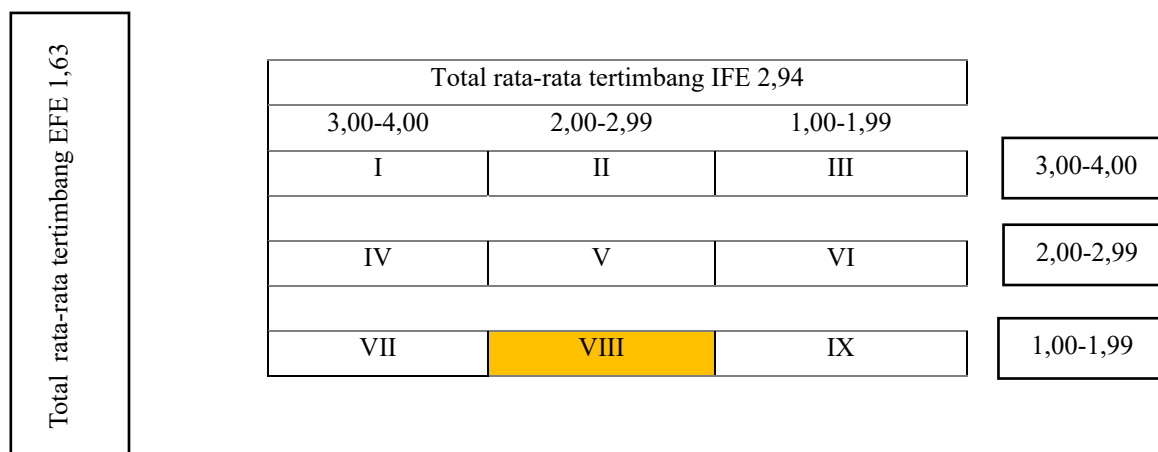 Total rata-rata tertimbang EFE 1,63
Total rata-rata tertimbang IFE 2,94
3,00-4,00 2,00-2,99 1,00-1,99
I II III 3,00-4,00
IV V VI 2,00-2,99
VII VIII IX 1,00-1,99